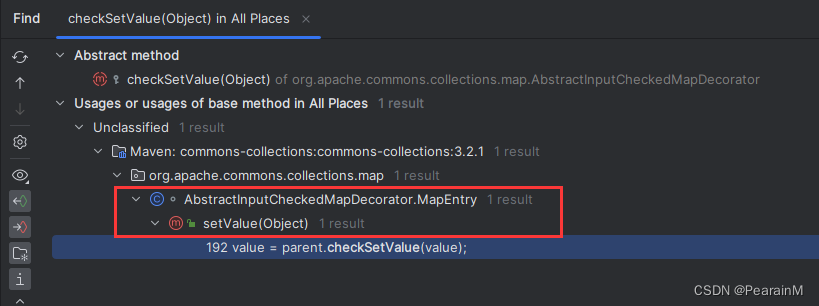 Find checkSetValue(Object) in All Places
Abstract method
checkSetValue(Object) of org.apache.commons.collections.map.AbstractInputCheckedMapDecorator
Usages or usages of base method in All Places 1 result
Unclassified 1 result
Maven: commons-collections:commons-collections:3.2.1 1 result
org.apache.commons.collections.map 1 result
AbstractInputCheckedMapDecorator.MapEntry 1 result
setValue(Object) 1 result
192 value = parent.checkSetValue(value);
CSDN @PearainM